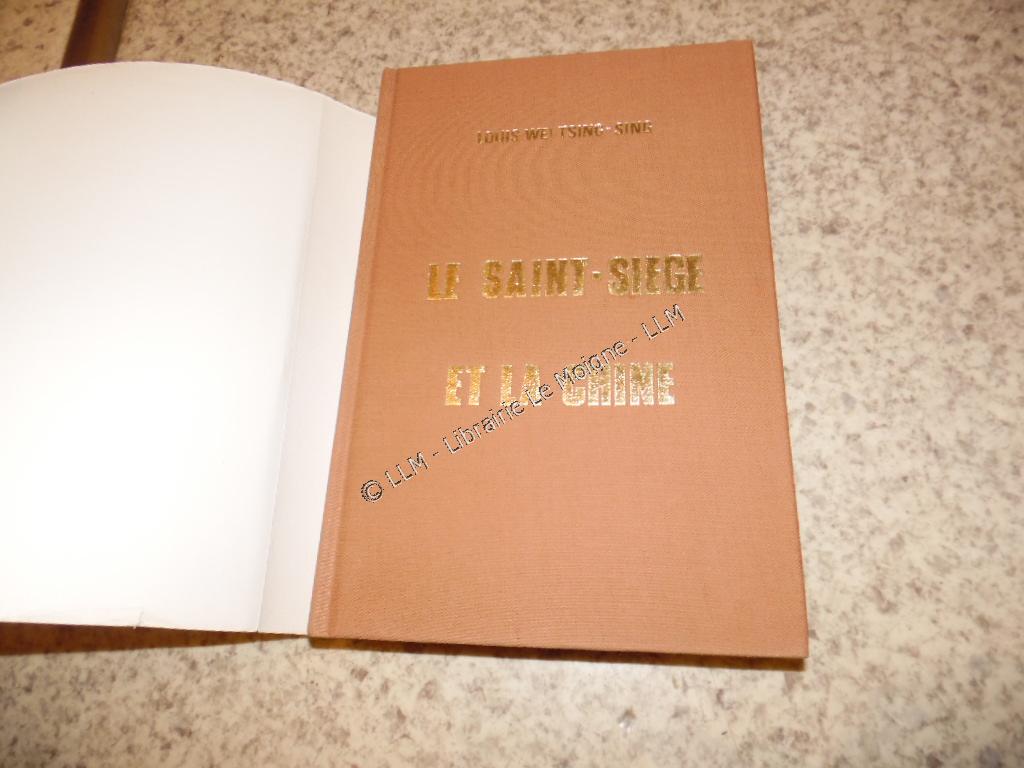 LOUIS WEI TSING-SING
LE SAINT-SIEGE
ET LA CHINE
© LLM - Librairie Le Moigne - LLM